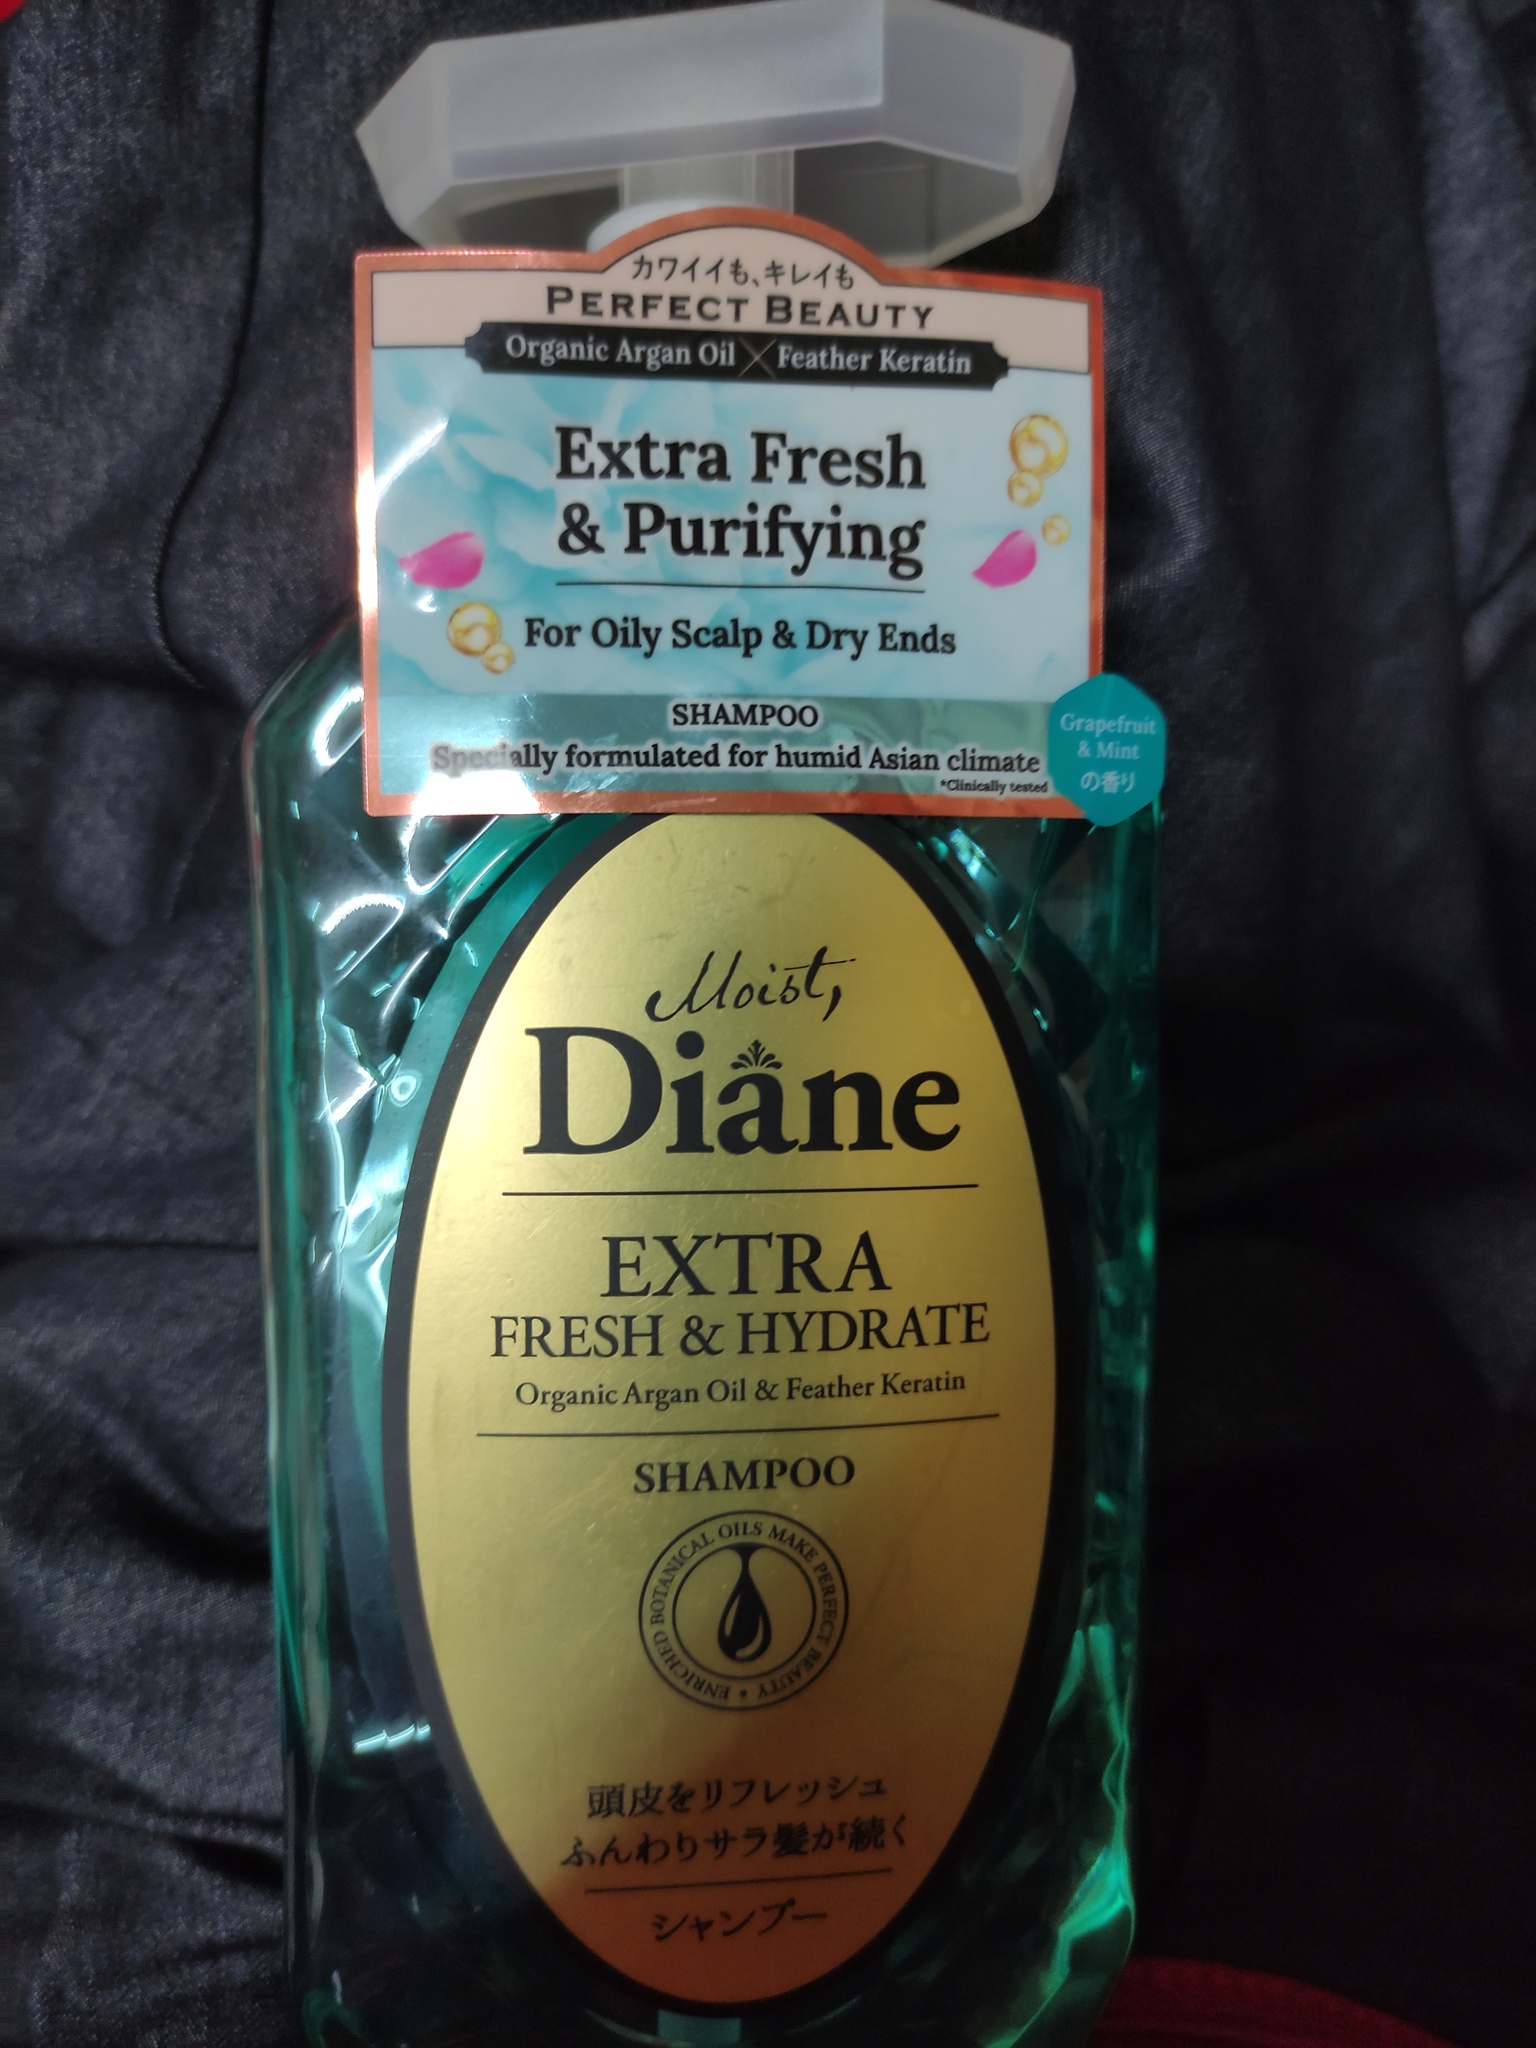 カワイイも、キレイも
PERFECT BEAUTY
Organic Argan Oil Feather Keratin
Extra Fresh
& Purifying
For Oily Scalp & Dry Ends
SHAMPOO
Specially formulated for humid Asian climate
*Clinically tested
Grapefruit
& Mint
の香り
Moist,
Diane
EXTRA
FRESH & HYDRATE
Organic Argan Oil & Feather Keratin
SHAMPOO
ENRICHED BOTANICAL OILS MAKE PERFECT BEAUTY •
頭皮をリフレッシュ
ふんわりサラ髪が続く
シャンプー